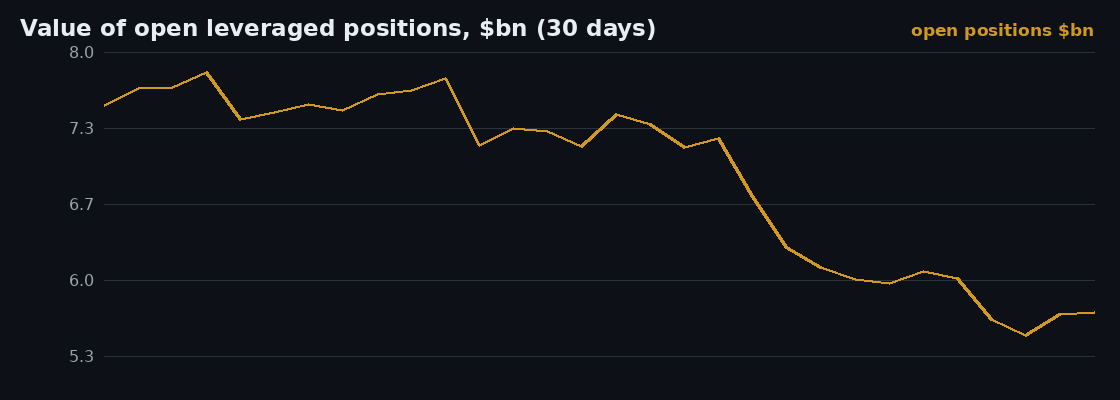 Value of open leveraged positions, $bn (30 days)
open positions $bn
8.0
7.3
6.7
6.0
5.3